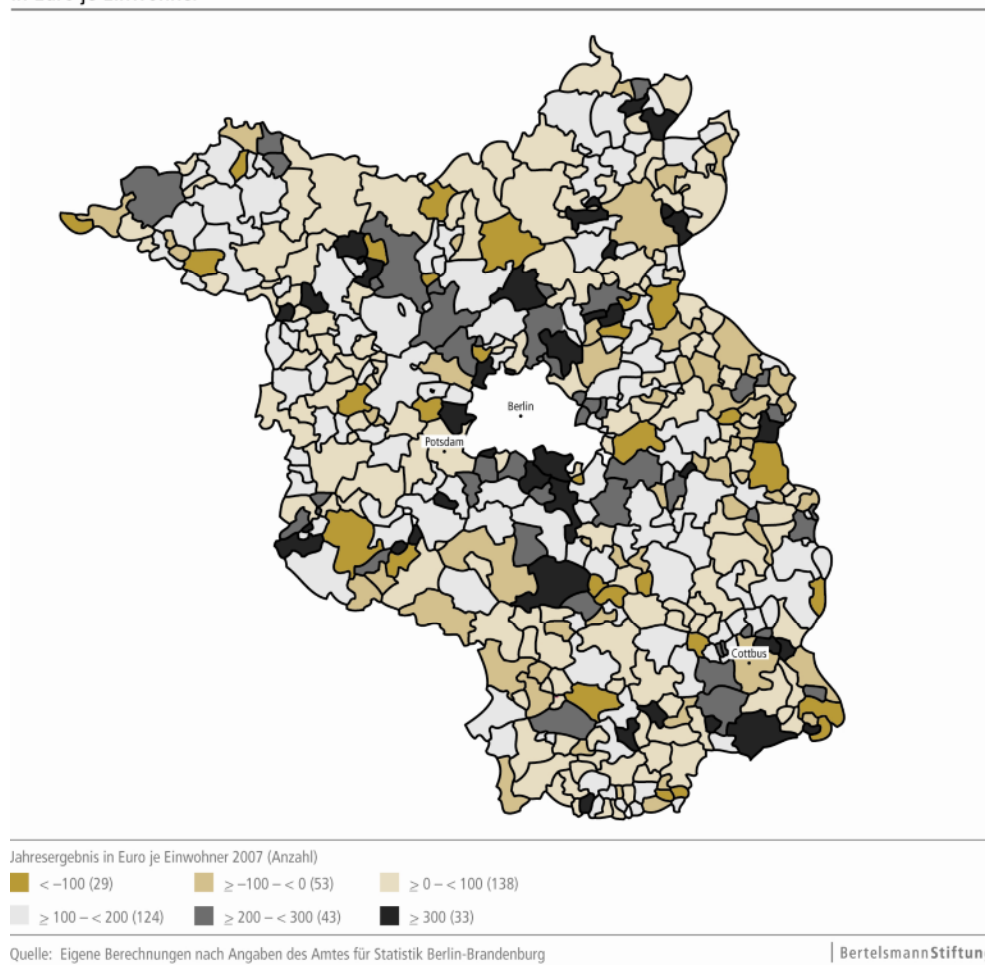 Berlin
Potsdam
Cottbus
Jahresergebnis in Euro je Einwohner 2007 (Anzahl)
< –100 (29) ≥ –100 – < 0 (53) ≥ 0 – < 100 (138)
≥ 100 – < 200 (124) ≥ 200 – < 300 (43) ≥ 300 (33)
Quelle: Eigene Berechnungen nach Angaben des Amtes für Statistik Berlin-Brandenburg
BertelsmannStiftung